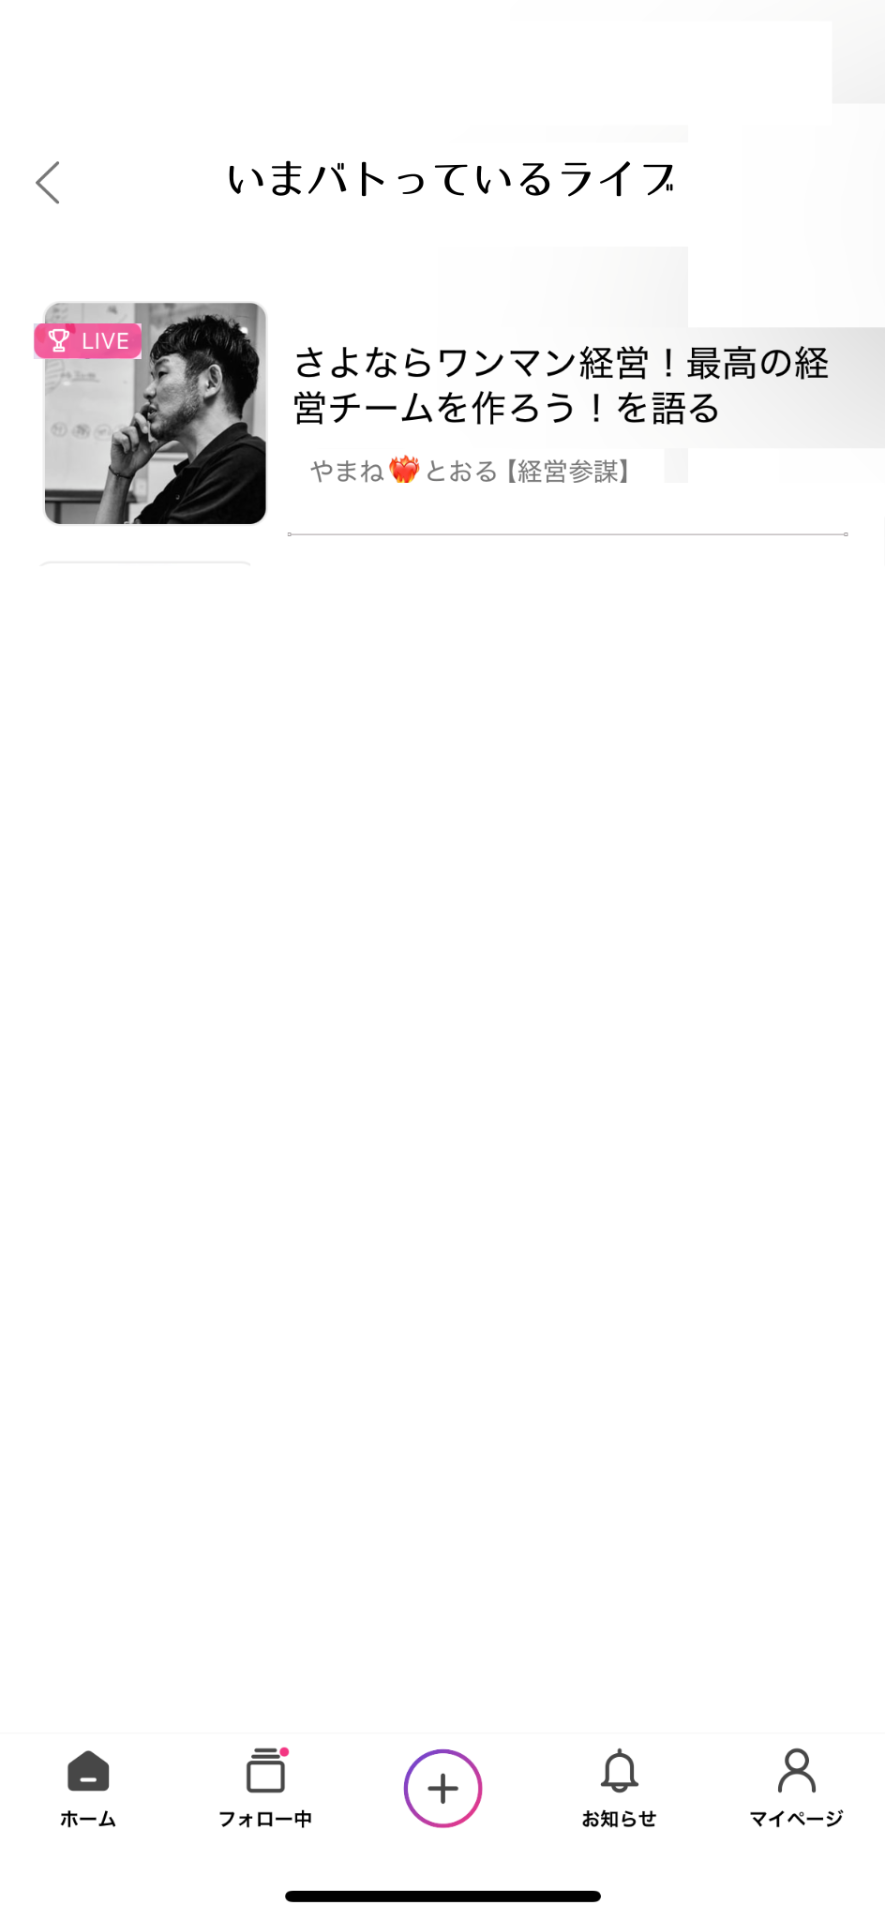 いまバトっているライブ
LIVE
さよならワンマン経営！最高の経
営チームを作ろう！を語る
やまね❤️‍🔥とおる【経営参謀】
ホーム
フォロー中
お知らせ
マイページ